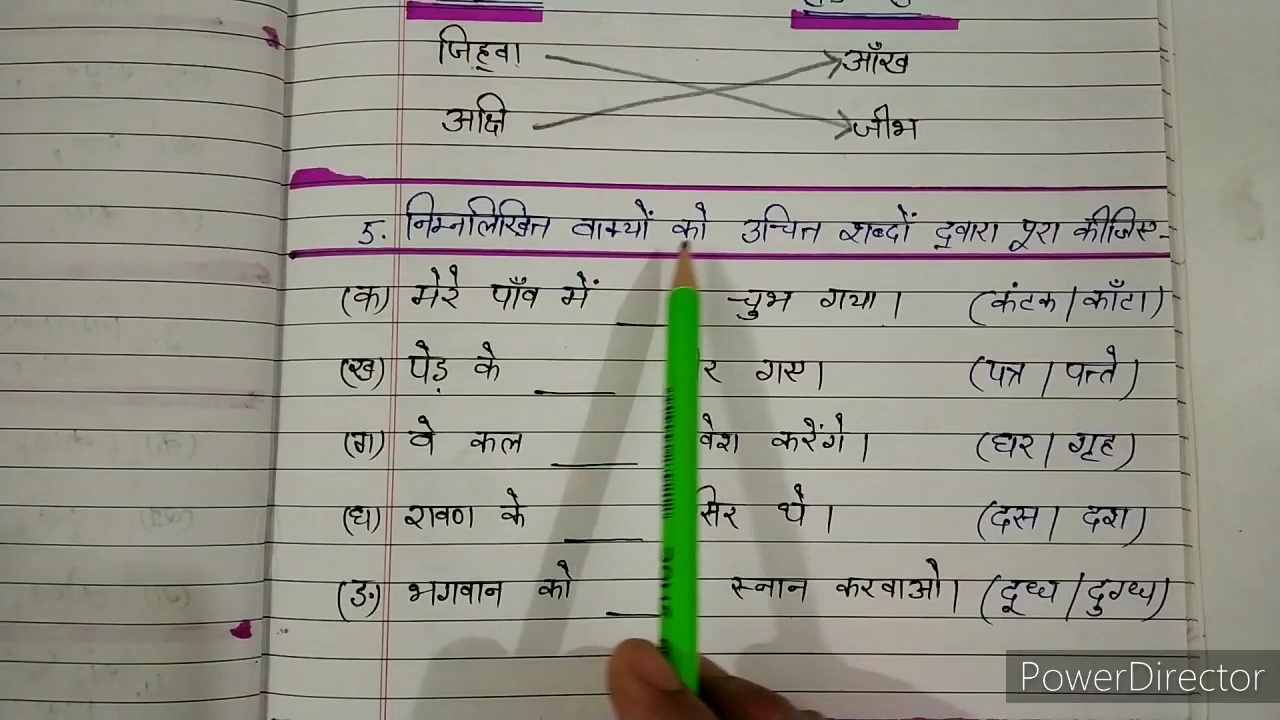 जिह्वा आँख
अक्षि जीभ
5. निम्नलिखित वाक्यों को उचित शब्दों द्वारा पूरा कीजिए-
(क) मेरे पाँव में ___ चुभ गया। (कंटक/काँटा)
(ख) पेड़ के ___ र गए। (पत्र/पत्ते)
(ग) वे कल ___ वेश करेंगे। (घर/गृह)
(घ) रावण के ___ सिर थे। (दस/दश)
(ङ) भगवान को ___ स्नान करवाओ। (दूध/दुग्ध)
PowerDirector